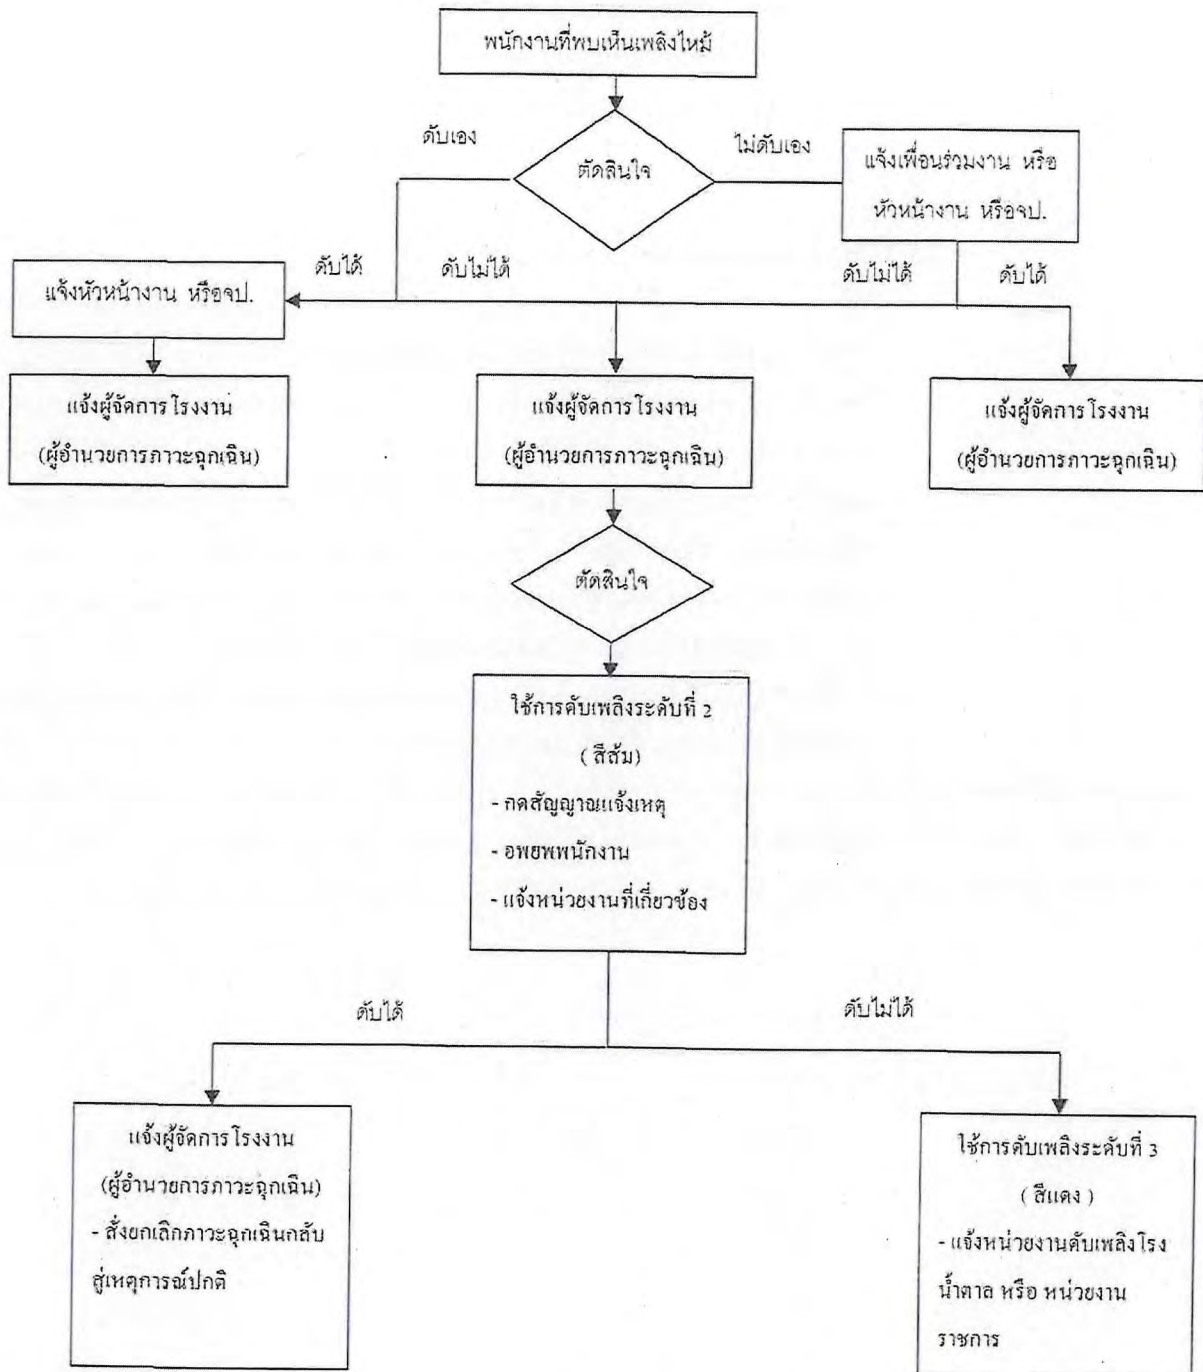 พนักงานที่พบเห็นเพลิงไหม้
ดับเอง
ตัดสินใจ
ไม่ดับเอง
แจ้งเพื่อนร่วมงาน หรือ
หัวหน้างาน หรือจป.
แจ้งหัวหน้างาน หรือจป.
ดับได้
ดับไม่ได้
ดับไม่ได้
ดับได้
แจ้งผู้จัดการโรงงาน
(ผู้อำนวยการภาวะฉุกเฉิน)
แจ้งผู้จัดการโรงงาน
(ผู้อำนวยการภาวะฉุกเฉิน)
แจ้งผู้จัดการโรงงาน
(ผู้อำนวยการภาวะฉุกเฉิน)
ตัดสินใจ
ใช้การดับเพลิงระดับที่ 2
( สีส้ม)
- กดสัญญาณแจ้งเหตุ
- อพยพพนักงาน
- แจ้งหน่วยงานที่เกี่ยวข้อง
ดับได้
ดับไม่ได้
แจ้งผู้จัดการโรงงาน
(ผู้อำนวยการภาวะฉุกเฉิน)
- สั่งยกเลิกภาวะฉุกเฉินกลับ
สู่เหตุการณ์ปกติ
ใช้การดับเพลิงระดับที่ 3
( สีแดง )
- แจ้งหน่วยงานดับเพลิงโรง
น้ำตาล หรือ หน่วยงาน
ราชการ